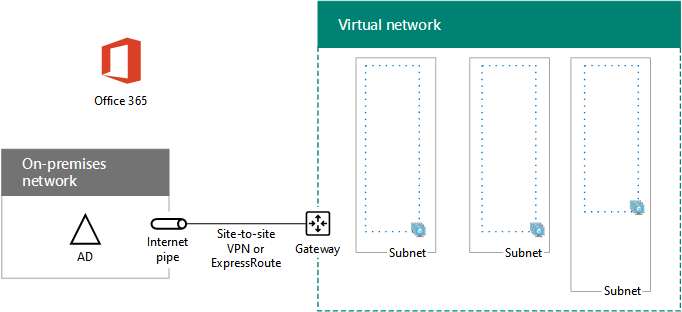 Virtual network
Office 365
On-premises
network
AD
Internet
pipe
Site-to-site
VPN or
ExpressRoute
Gateway
Subnet
Subnet
Subnet